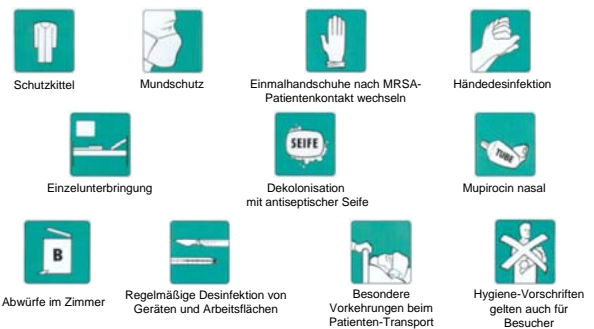 Schutzkittel
Mundschutz
Einmalhandschuhe nach MRSA-
Patientenkontakt wechseln
Händedesinfektion
SEIFE
TUBE
Einzelunterbringung
Dekolonisation
mit antiseptischer Seife
Mupirocin nasal
B
Abwürfe im Zimmer
Regelmäßige Desinfektion von
Geräten und Arbeitsflächen
Besondere
Vorkehrungen beim
Patienten-Transport
Hygiene-Vorschriften
gelten auch für
Besucher